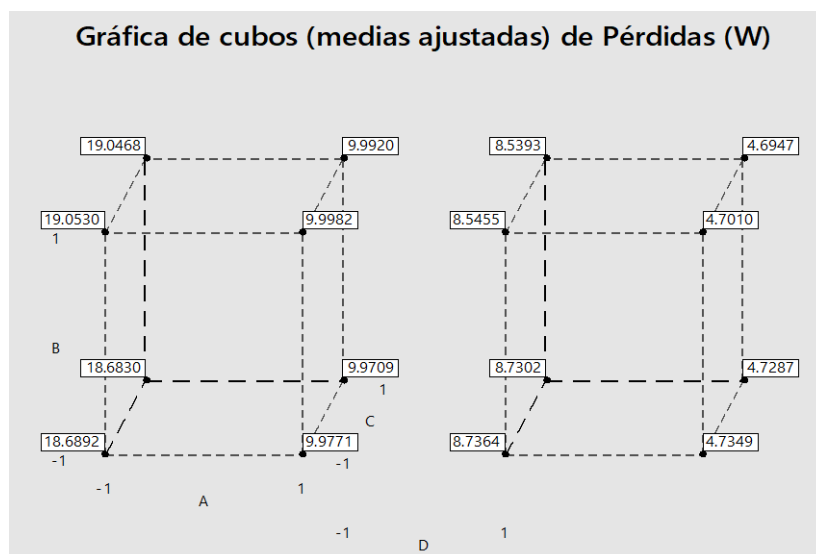 Gráfica de cubos (medias ajustadas) de Pérdidas (W)
19.0468 9.9920 8.5393 4.6947
19.0530 9.9982 8.5455 4.7010
1
B
18.6830 9.9709 8.7302 4.7287
1
C
18.6892 9.9771 8.7364 4.7349
-1 -1
-1 1
A
-1 1
D